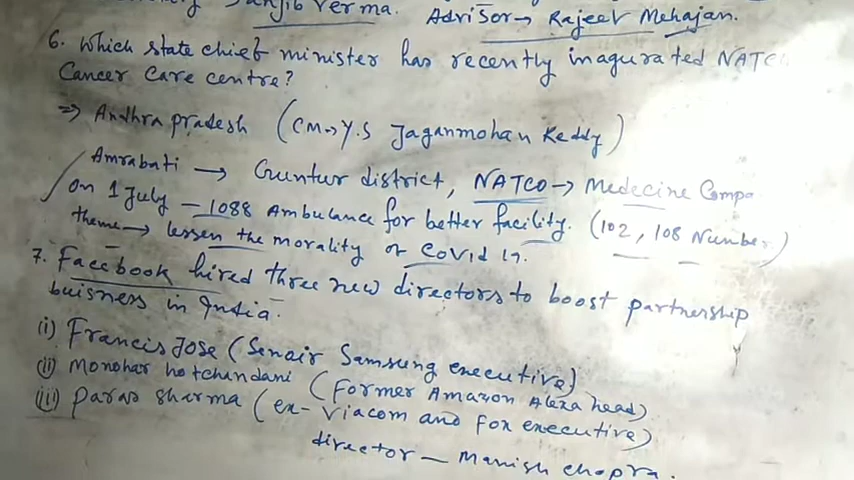 Sanjib Verma. Advisor → Rajeev Mehajan.
6. Which state chief minister has recently inagurated NATC
Cancer Care centre?
⇒ Andhra pradesh (CM→ Y.S Jaganmohan Reddy)
Amrabati → Guntur district, NATCO → Medecine Compa
on 1 July – 1088 Ambulance for better facility. (102, 108 Number)
theme → lessen the morality of Covid 19.
7. Facebook hired three new directors to boost partnership
buisness in India.
(i) Francis Jose (Senair Samsung executive)
(ii) Monohar hotchandani (Former Amazon Alexa head)
(iii) Paras sharma (ex-Viacom and Fox executive)
director – Manish chopra.